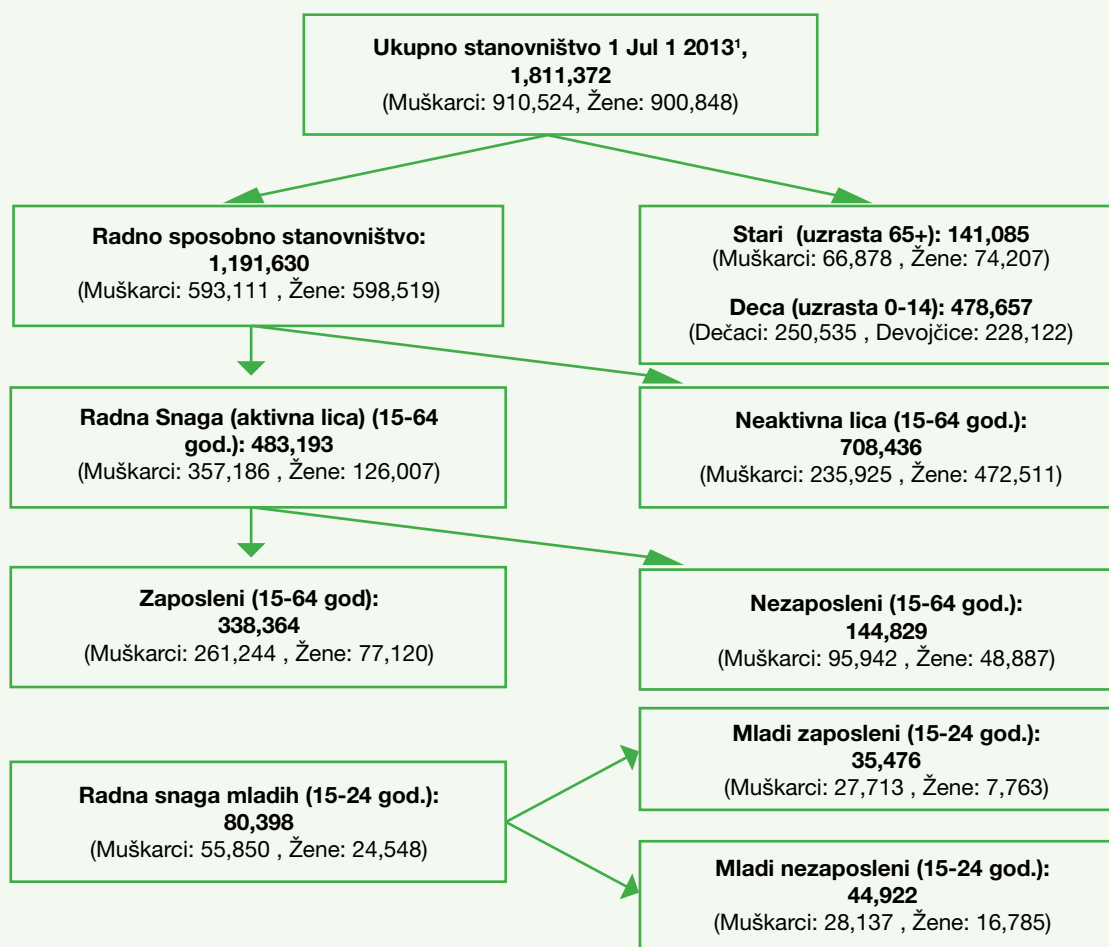 Ukupno stanovništvo 1 Jul 1 2013¹,
1,811,372
(Muškarci: 910,524, Žene: 900,848)
Radno sposobno stanovništvo:
1,191,630
(Muškarci: 593,111 , Žene: 598,519)
Stari (uzrasta 65+): 141,085
(Muškarci: 66,878 , Žene: 74,207)
Deca (uzrasta 0-14): 478,657
(Dečaci: 250,535 , Devojčice: 228,122)
Radna Snaga (aktivna lica) (15-64
god.): 483,193
(Muškarci: 357,186 , Žene: 126,007)
Neaktivna lica (15-64 god.):
708,436
(Muškarci: 235,925 , Žene: 472,511)
Zaposleni (15-64 god):
338,364
(Muškarci: 261,244 , Žene: 77,120)
Nezaposleni (15-64 god.):
144,829
(Muškarci: 95,942 , Žene: 48,887)
Radna snaga mladih (15-24 god.):
80,398
(Muškarci: 55,850 , Žene: 24,548)
Mladi zaposleni (15-24 god.):
35,476
(Muškarci: 27,713 , Žene: 7,763)
Mladi nezaposleni (15-24 god.):
44,922
(Muškarci: 28,137 , Žene: 16,785)